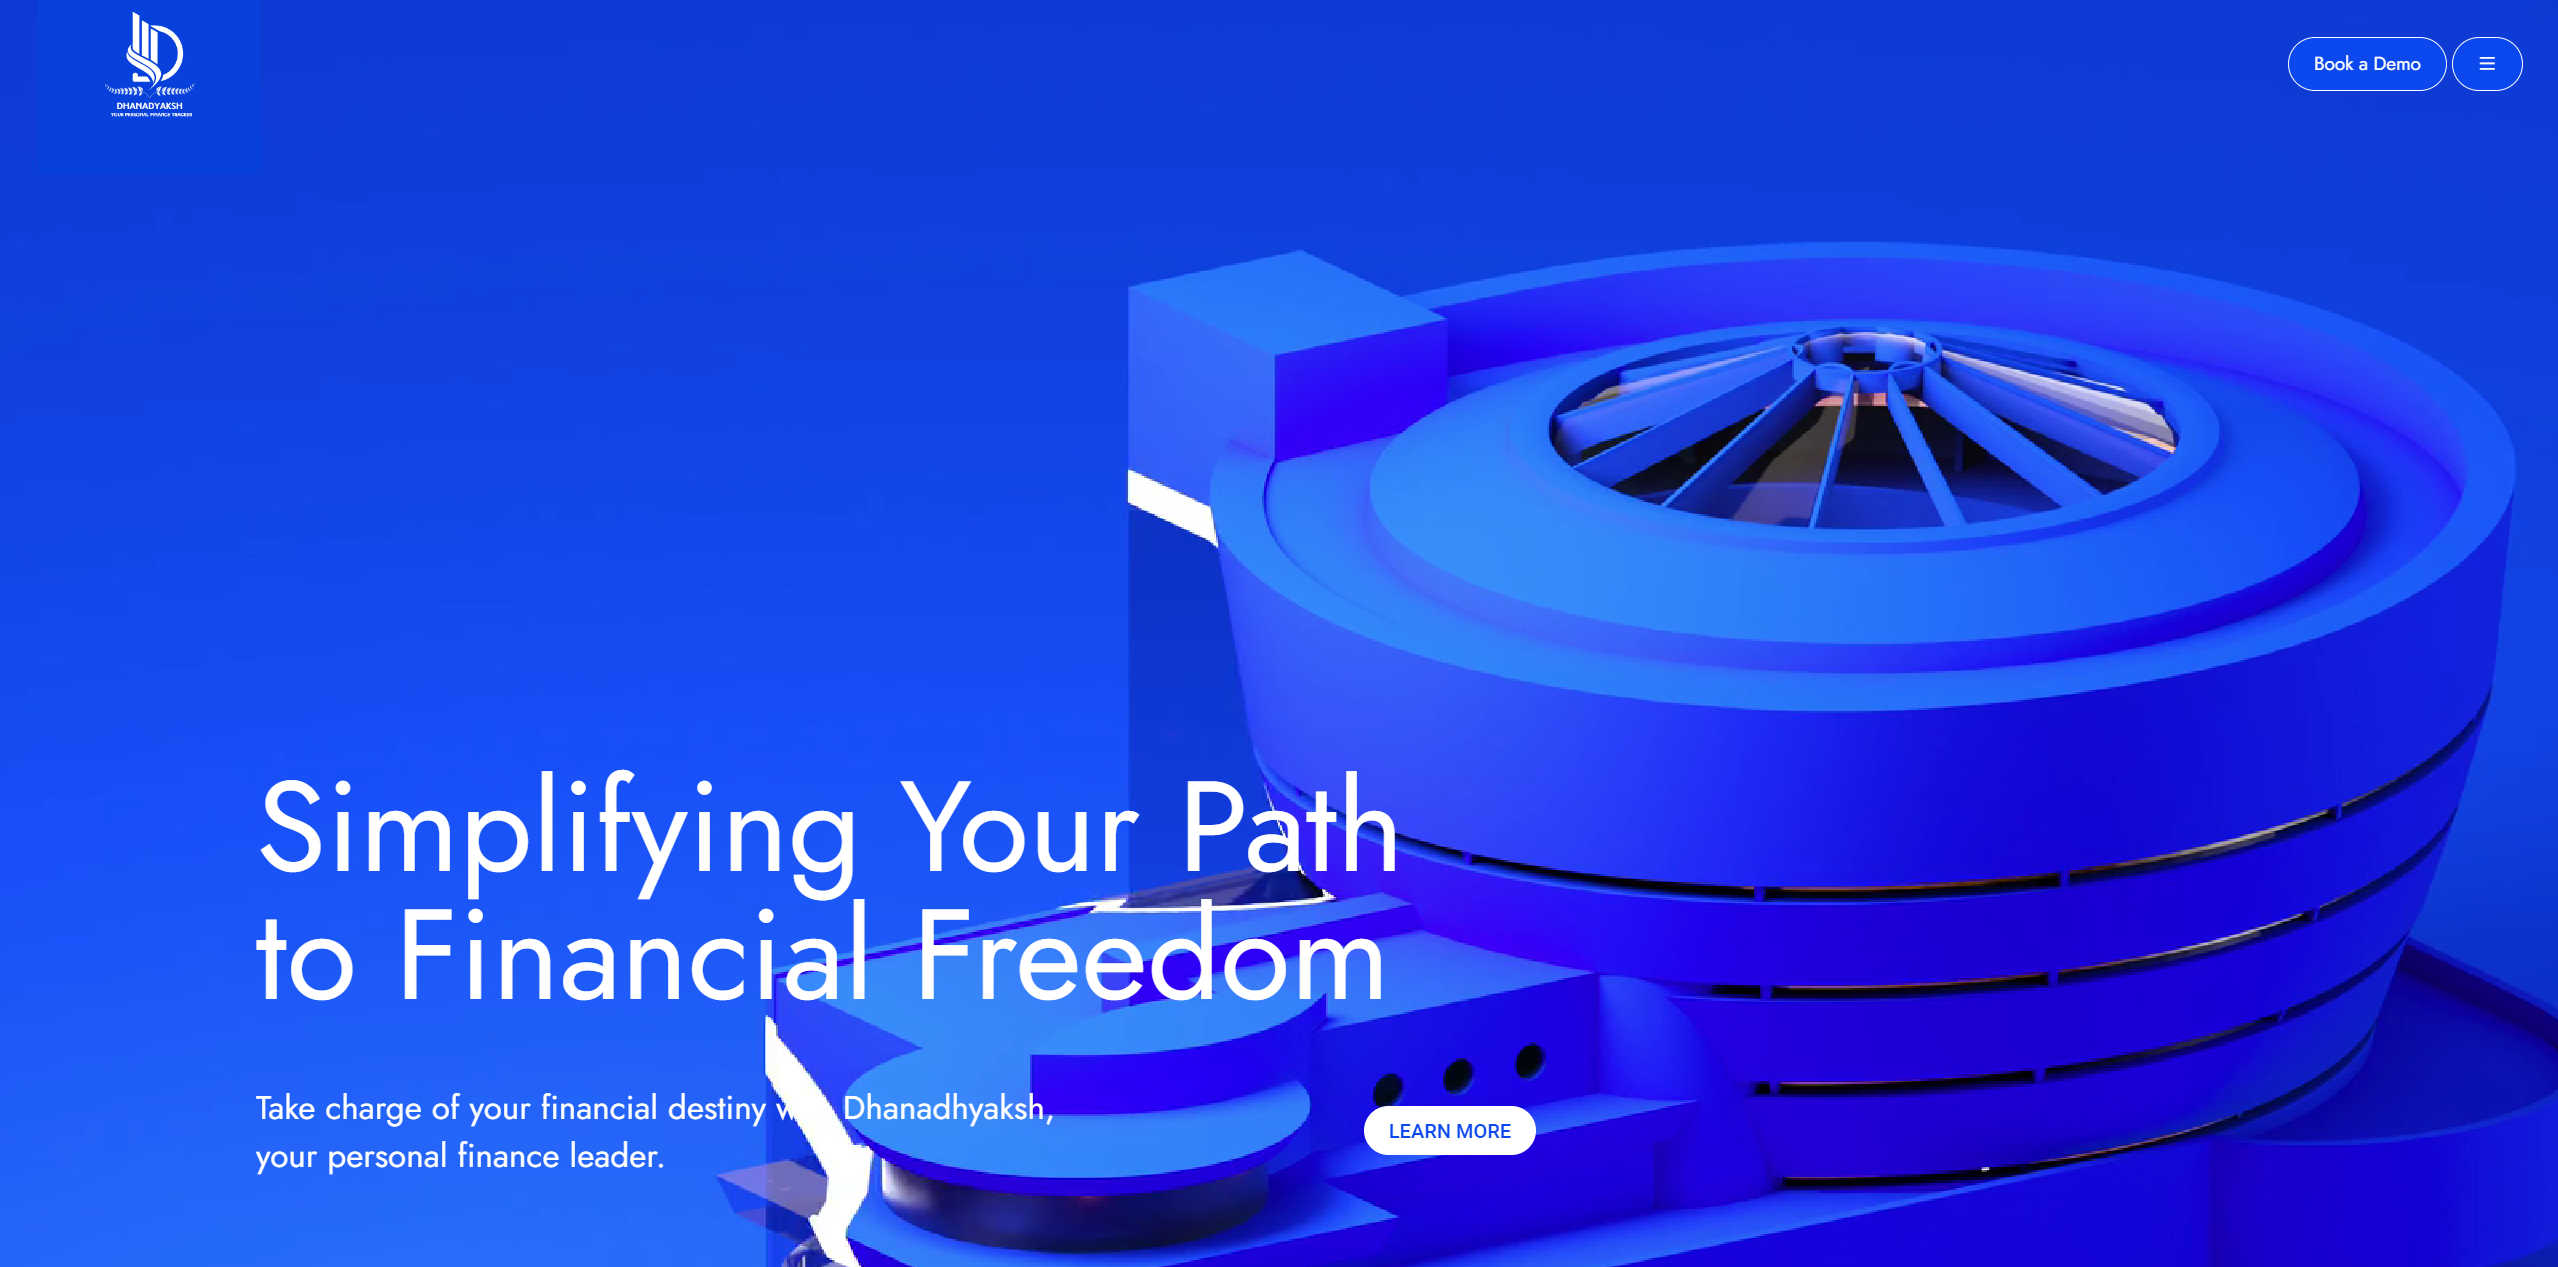 DHANADYAKSH
YOUR PERSONAL FINANCE TRACKER
Book a Demo
Simplifying Your Path
to Financial Freedom
Take charge of your financial destiny Dhanadhyaksh,
your personal finance leader.
LEARN MORE